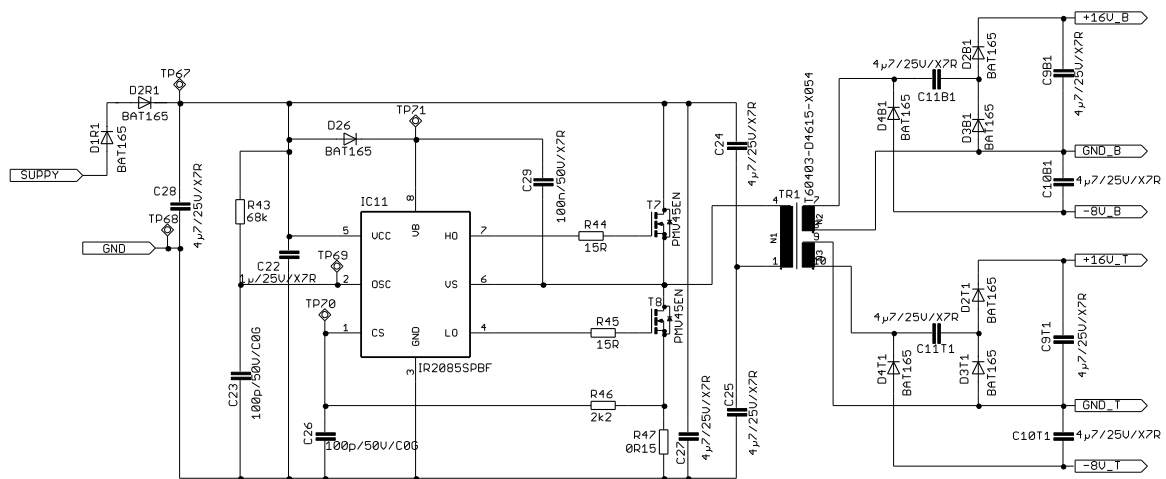 SUPPY
GND
D1R1
BAT165
D2R1
BAT165
TP67
C28
4µ7/25V/X7R
TP68
R43
68k
C23
100p/50V/C0G
C22
1µ/25V/X7R
D26
BAT165
TP71
TP69
TP70
IC11
5
VCC
2
OSC
1
CS
8
VB
HO
7
VS
6
LO
4
GND
3
IR2085SPBF
C26
100p/50V/C0G
C29
100n/50V/X7R
R44
15R
R45
15R
R46
2k2
R47
0R15
T7
PMV45EN
T8
PMV45EN
C27
4µ7/25V/X7R
C24
4µ7/25V/X7R
C25
4µ7/25V/X7R
TR1
T60403-D4615-X054
4
1
N1
7
N2
9
10
D4B1
BAT165
4µ7/25V/X7R
C11B1
D2B1
BAT165
D3B1
BAT165
C9B1
4µ7/25V/X7R
C10B1
4µ7/25V/X7R
+16V_B
GND_B
-8V_B
D4T1
BAT165
4µ7/25V/X7R
C11T1
D2T1
BAT165
D3T1
BAT165
C9T1
4µ7/25V/X7R
C10T1
4µ7/25V/X7R
+16V_T
GND_T
-8V_T